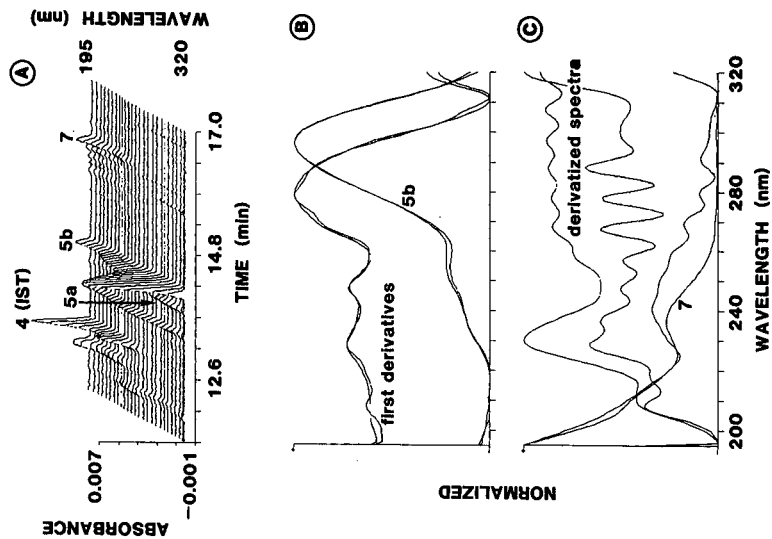 A
WAVELENGTH (nm)
195
320
4 (IST)
5a
5b
7
ABSORBANCE
0.007
-0.001
12.6
14.8
17.0
TIME (min)
B
first derivatives
5b
C
derivatized spectra
7
NORMALIZED
200
240
280
320
WAVELENGTH (nm)